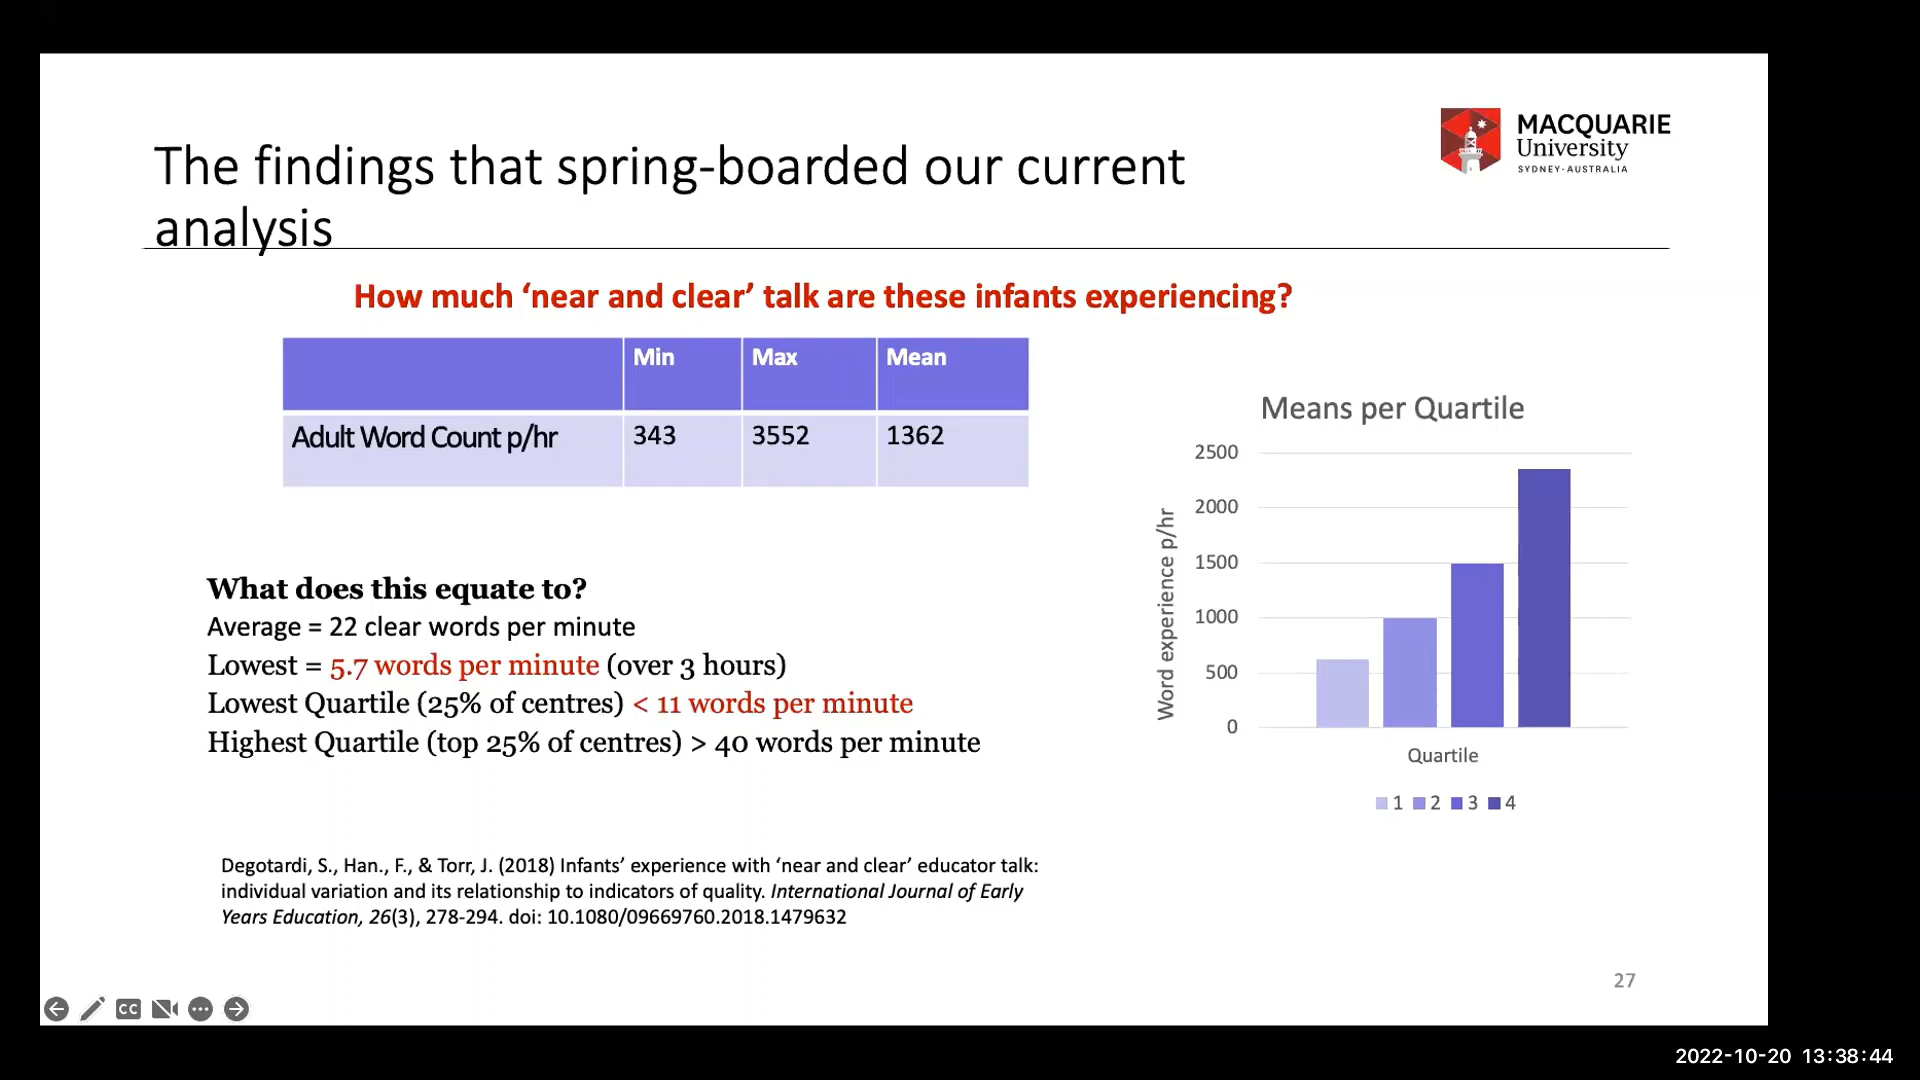 MACQUARIE
University
SYDNEY·AUSTRALIA
The findings that spring-boarded our current
analysis
How much ‘near and clear’ talk are these infants experiencing?
Min Max Mean
Adult Word Count p/hr 343 3552 1362
What does this equate to?
Average = 22 clear words per minute
Lowest = 5.7 words per minute (over 3 hours)
Lowest Quartile (25% of centres) < 11 words per minute
Highest Quartile (top 25% of centres) > 40 words per minute
Means per Quartile
2500
2000
1500
1000
500
0
Word experience p/hr
Quartile
1 2 3 4
Degotardi, S., Han., F., & Torr, J. (2018) Infants’ experience with ‘near and clear’ educator talk:
individual variation and its relationship to indicators of quality. International Journal of Early
Years Education, 26(3), 278-294. doi: 10.1080/09669760.2018.1479632
27
CC
2022-10-20 13:38:44